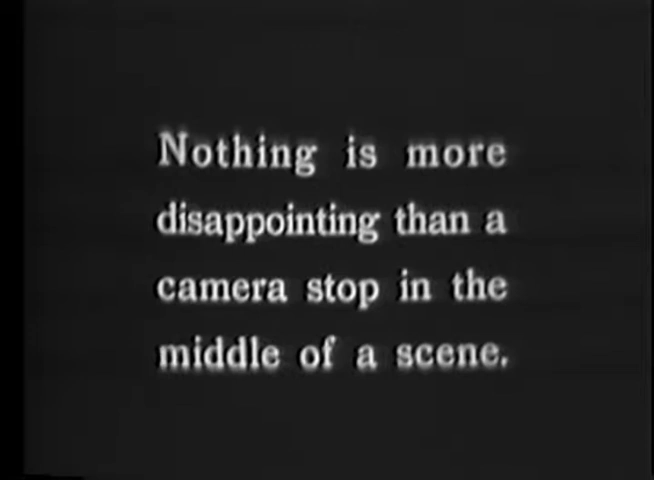 Nothing is more
disappointing than a
camera stop in the
middle of a scene.